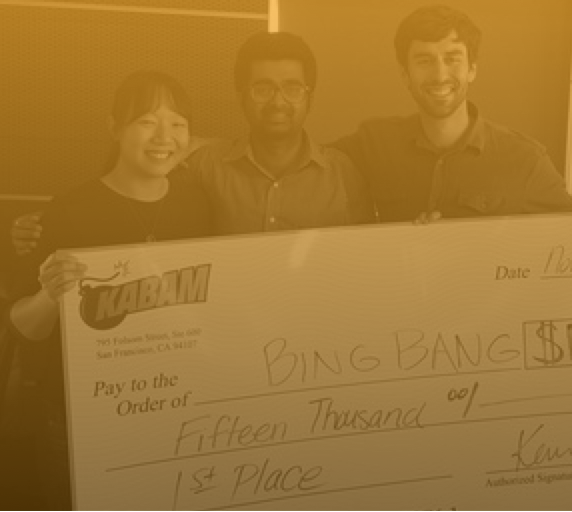 KABAM
795 Folsom Street, Ste 600
San Francisco, CA 94107
Date
Pay to the
Order of BING BANG $
Fifteen Thousand 00/
1st Place
Authorized